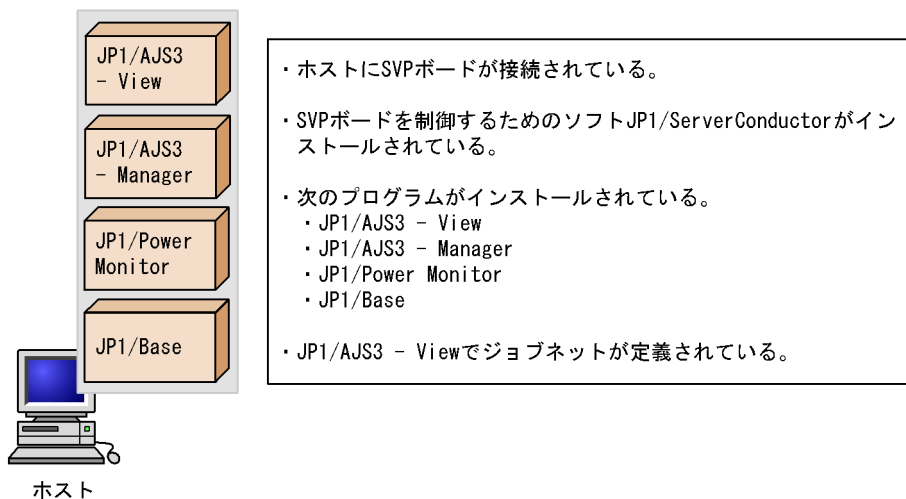 JP1/AJS3
- View
JP1/AJS3
- Manager
JP1/Power
Monitor
JP1/Base
ホスト
・ホストにSVPボードが接続されている。
・SVPボードを制御するためのソフトJP1/ServerConductorがイン
ストールされている。
・次のプログラムがインストールされている。
・JP1/AJS3 - View
・JP1/AJS3 - Manager
・JP1/Power Monitor
・JP1/Base
・JP1/AJS3 - Viewでジョブネットが定義されている。